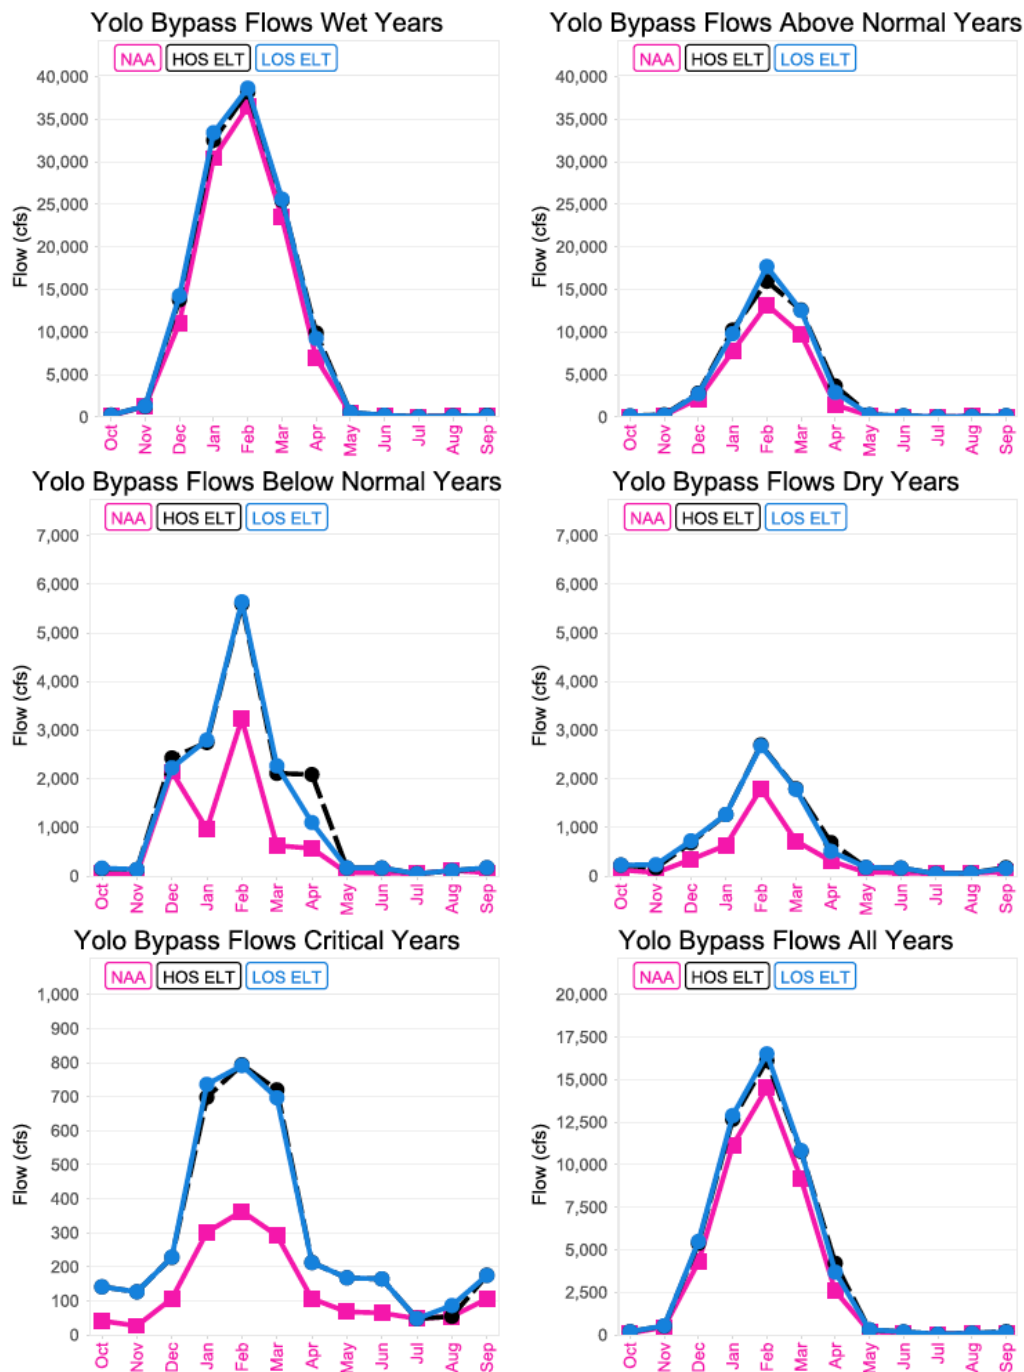 Yolo Bypass Flows Wet Years
NAA HOS ELT LOS ELT
40,000
35,000
30,000
25,000
20,000
15,000
10,000
5,000
0
Flow (cfs)
Oct Nov Dec Jan Feb Mar Apr May Jun Jul Aug Sep
Yolo Bypass Flows Above Normal Years
NAA HOS ELT LOS ELT
40,000
35,000
30,000
25,000
20,000
15,000
10,000
5,000
0
Flow (cfs)
Oct Nov Dec Jan Feb Mar Apr May Jun Jul Aug Sep
Yolo Bypass Flows Below Normal Years
NAA HOS ELT LOS ELT
7,000
6,000
5,000
4,000
3,000
2,000
1,000
0
Flow (cfs)
Oct Nov Dec Jan Feb Mar Apr May Jun Jul Aug Sep
Yolo Bypass Flows Dry Years
NAA HOS ELT LOS ELT
7,000
6,000
5,000
4,000
3,000
2,000
1,000
0
Flow (cfs)
Oct Nov Dec Jan Feb Mar Apr May Jun Jul Aug Sep
Yolo Bypass Flows Critical Years
NAA HOS ELT LOS ELT
1,000
900
800
700
600
500
400
300
200
100
0
Flow (cfs)
Oct Nov Dec Jan Feb Mar Apr May Jun Jul Aug Sep
Yolo Bypass Flows All Years
NAA HOS ELT LOS ELT
20,000
17,500
15,000
12,500
10,000
7,500
5,000
2,500
0
Flow (cfs)
Oct Nov Dec Jan Feb Mar Apr May Jun Jul Aug Sep